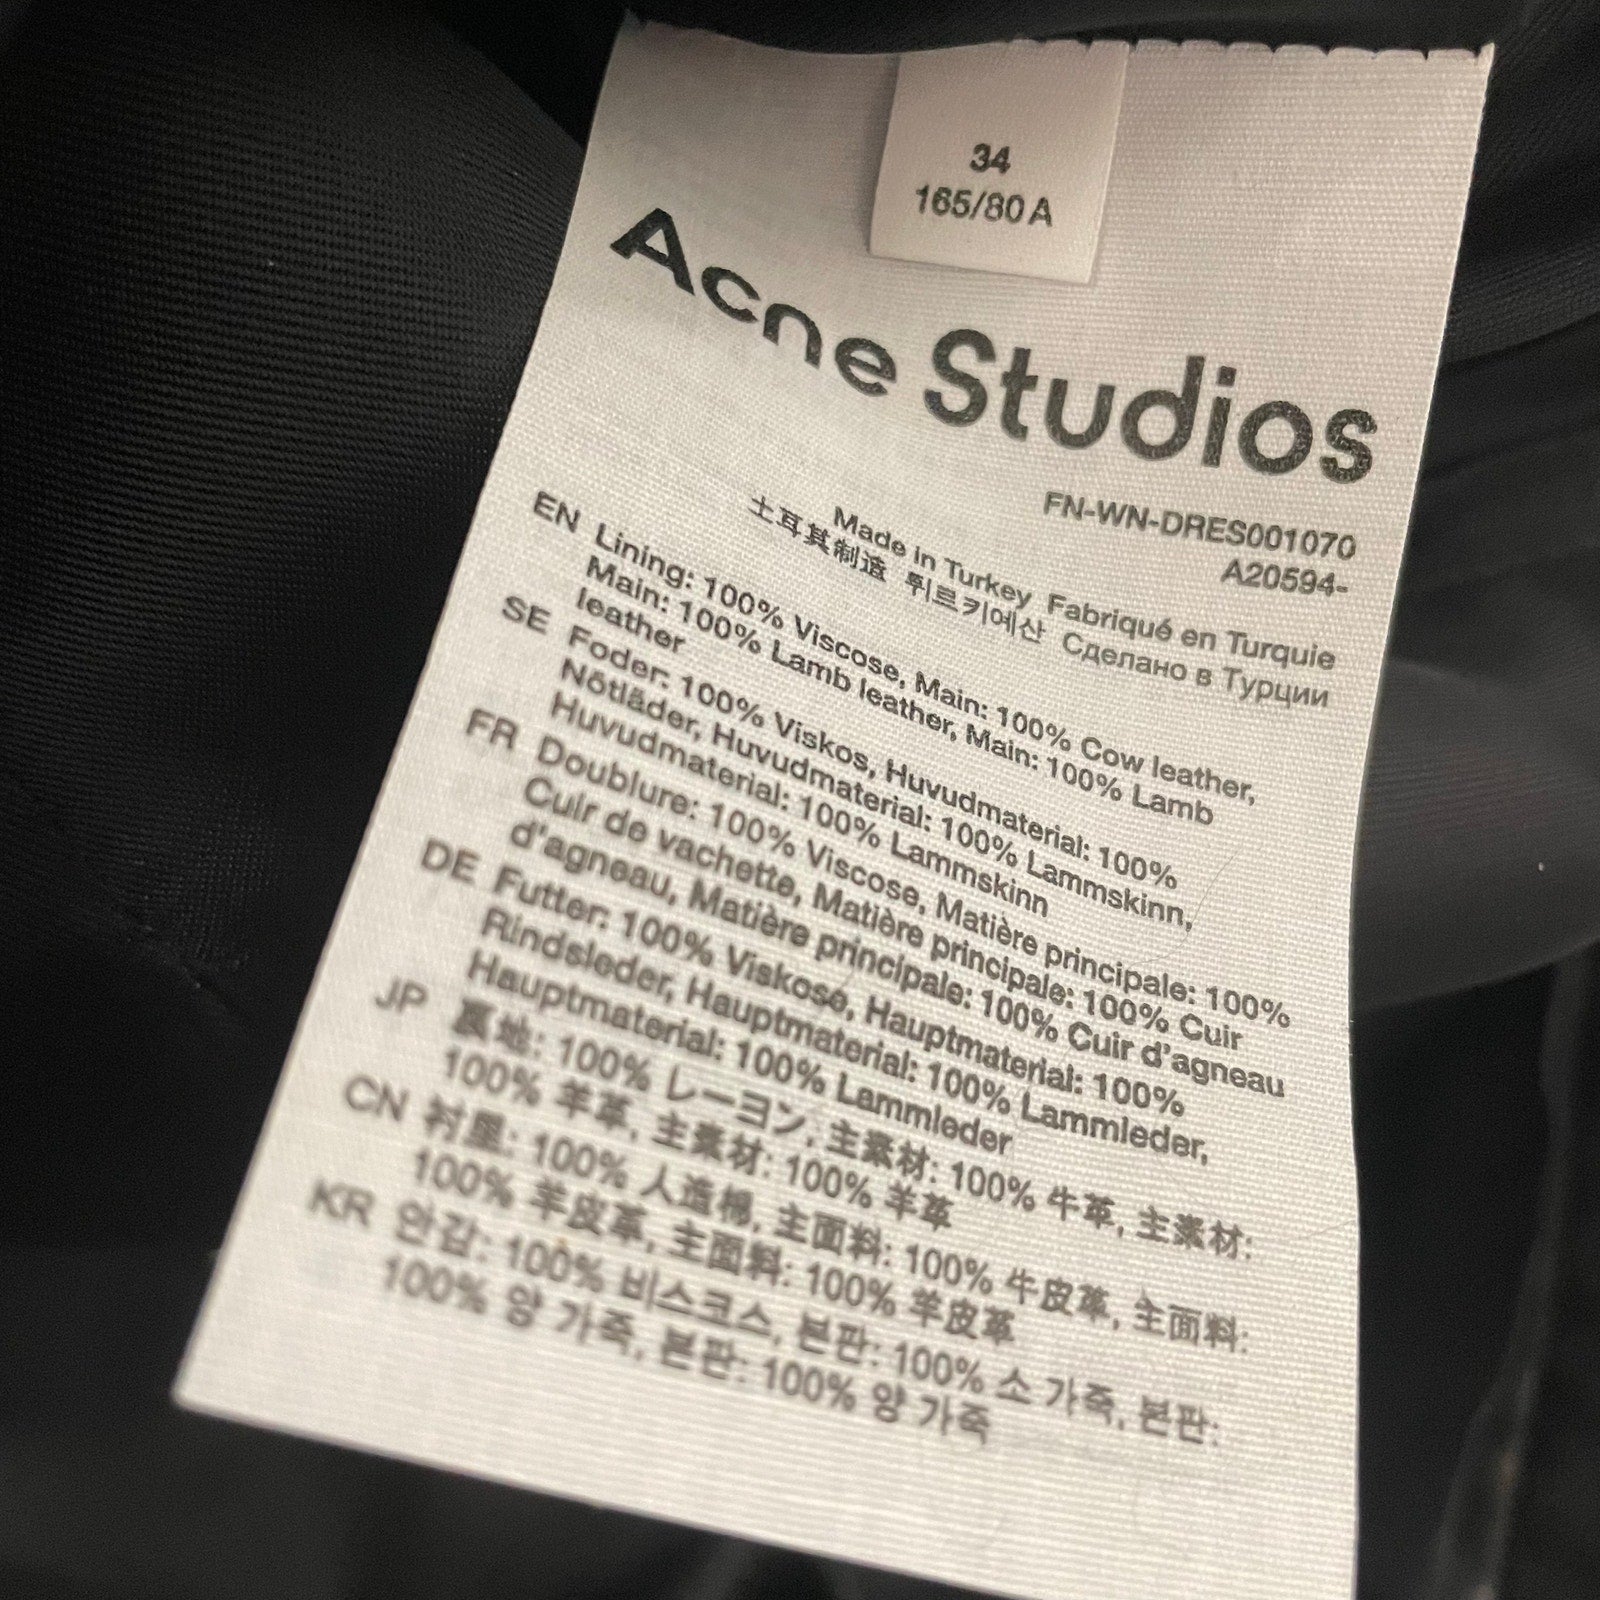 34
165/80A
Acne Studios
FN-WN-DRES001070
A20594-
Made in Turkey Fabriqué en Turquie
土耳其制造 튀르키예산 Сделано в Турции
EN Lining: 100% Viscose, Main: 100% Cow leather,
Main: 100% Lamb leather, Main: 100% Lamb
leather
SE Foder: 100% Viskos, Huvudmaterial: 100%
Nötläder, Huvudmaterial: 100% Lammskinn,
Huvudmaterial: 100% Lammskinn
FR Doublure: 100% Viscose, Matière principale: 100%
Cuir de vachette, Matière principale: 100% Cuir
d'agneau, Matière principale: 100% Cuir d'agneau
DE Futter: 100% Viskose, Hauptmaterial: 100%
Rindsleder, Hauptmaterial: 100% Lammleder,
Hauptmaterial: 100% Lammleder
JP 裏地: 100% レーヨン, 主素材: 100% 牛革, 主素材:
100% 羊革, 主素材: 100% 羊革
CN 衬里: 100% 人造棉, 主面料: 100% 牛皮革, 主面料:
100% 羊皮革, 主面料: 100% 羊皮革
KR 안감: 100% 비스코스, 본판: 100% 소 가죽, 본판:
100% 양 가죽, 본판: 100% 양 가죽